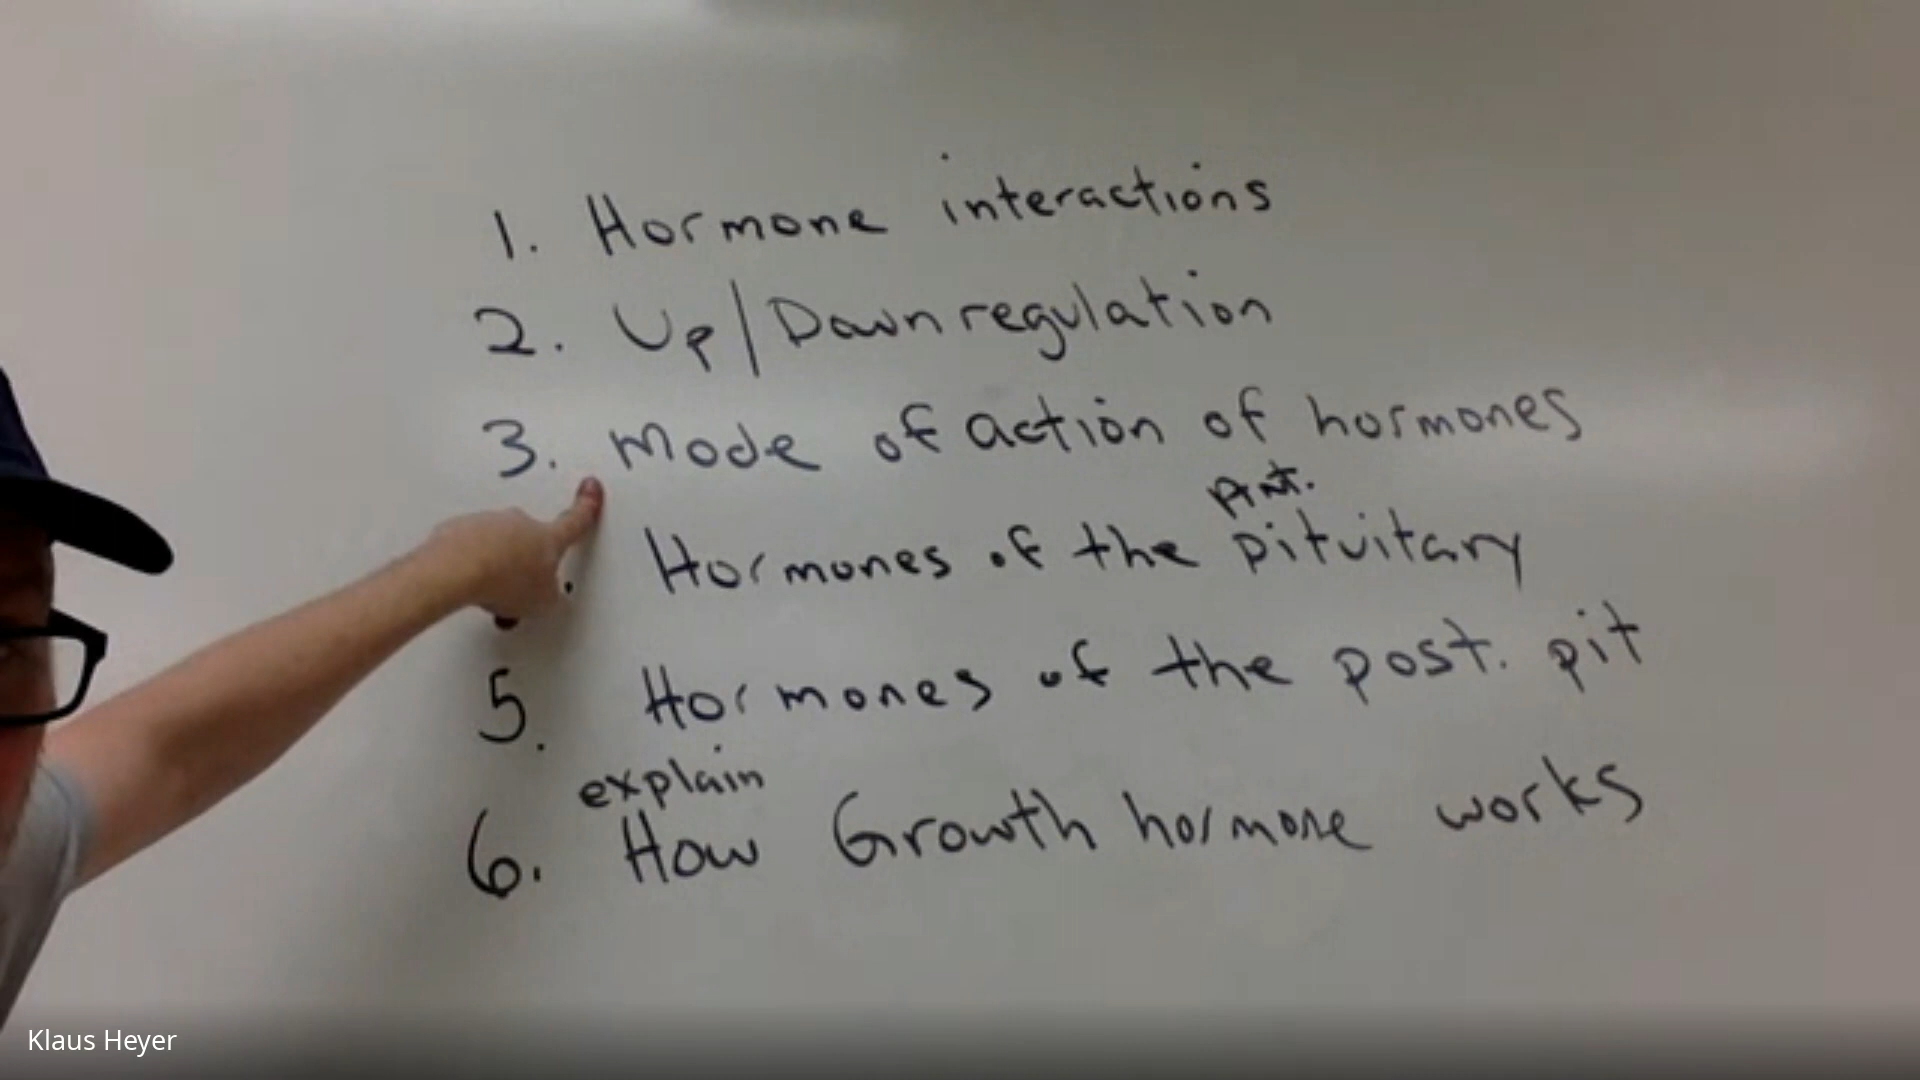 1. Hormone interactions
2. Up/Down regulation
3. Mode of action of hormones
Ant.
. Hormones of the pituitary
5. Hormones of the post. pit
explain
6. How Growth hormone works
Klaus Heyer